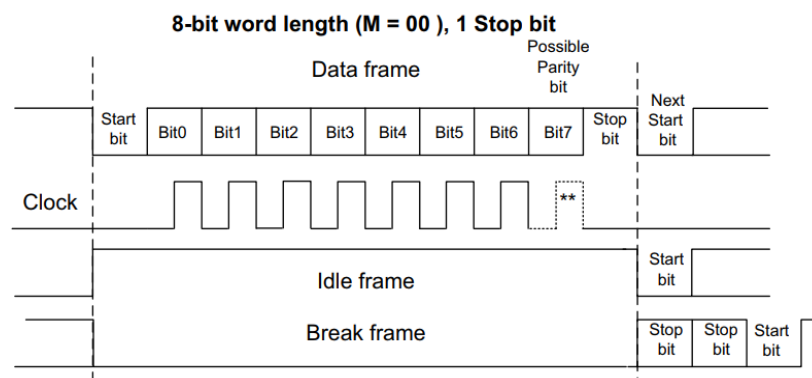 8-bit word length (M = 00 ), 1 Stop bit
Possible
Parity
bit
Data frame
Next
Start
bit
Start
bit
Bit0
Bit1
Bit2
Bit3
Bit4
Bit5
Bit6
Bit7
Stop
bit
Clock
**
Idle frame
Start
bit
Break frame
Stop
bit
Stop
bit
Start
bit